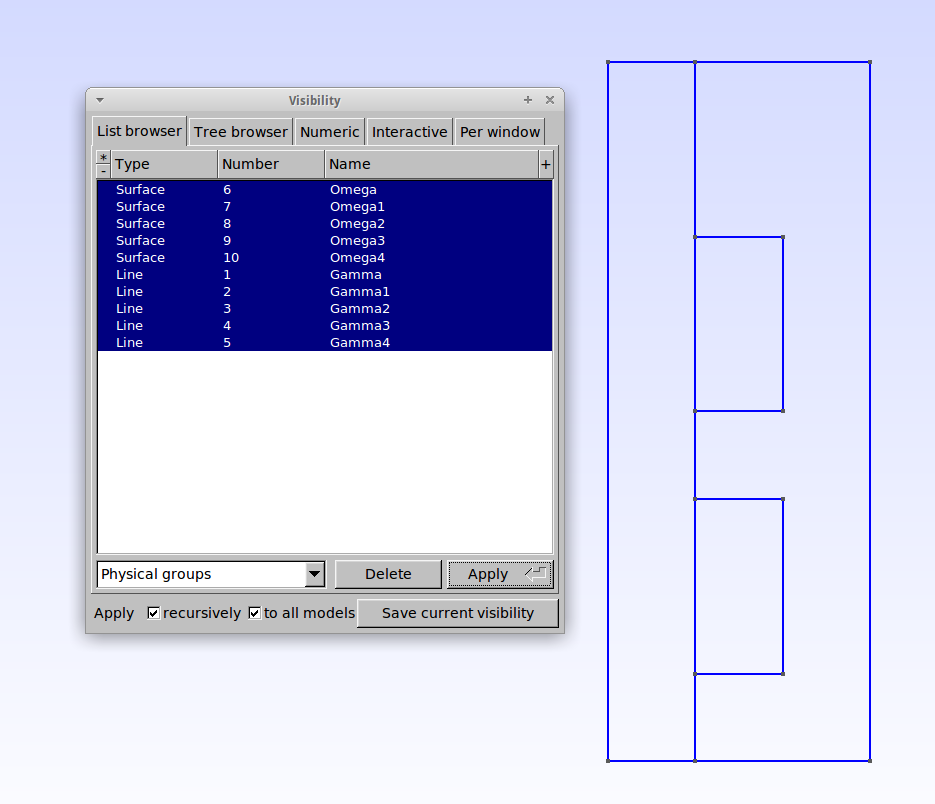 Visibility
List browser Tree browser Numeric Interactive Per window
* - Type Number Name +
Surface 6 Omega
Surface 7 Omega1
Surface 8 Omega2
Surface 9 Omega3
Surface 10 Omega4
Line 1 Gamma
Line 2 Gamma1
Line 3 Gamma2
Line 4 Gamma3
Line 5 Gamma4
Physical groups Delete Apply
Apply recursively to all models Save current visibility